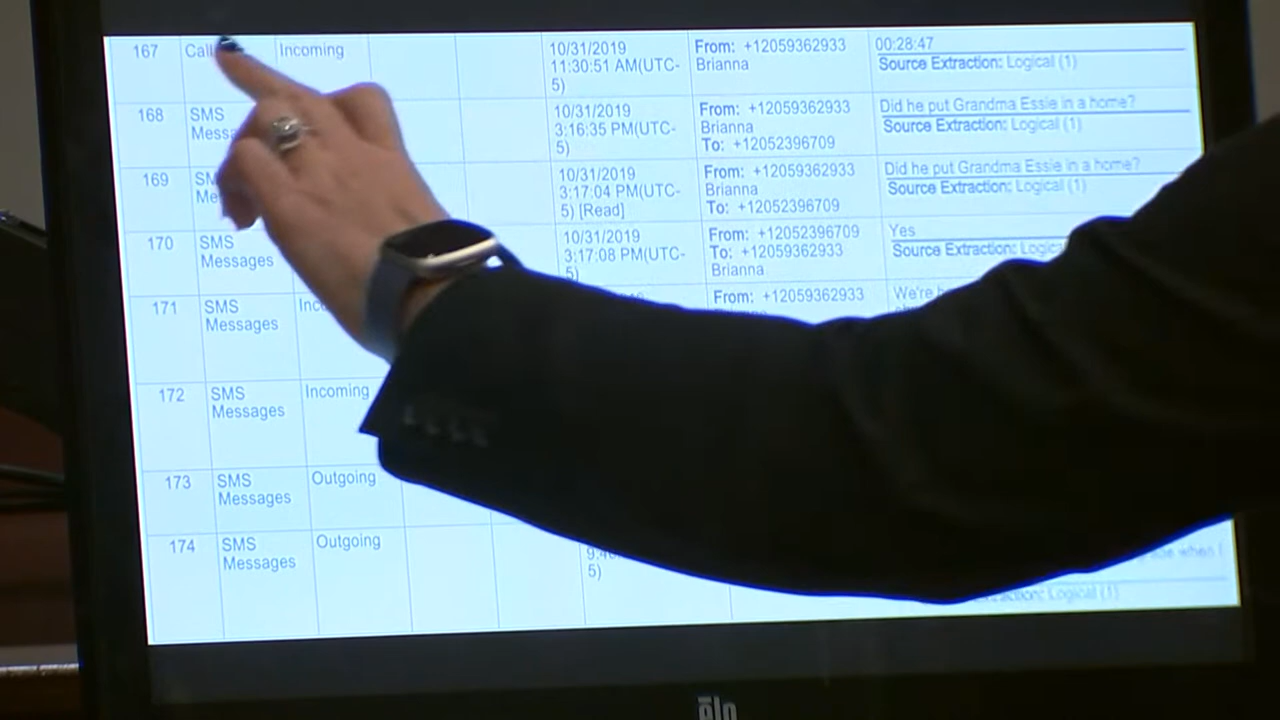 167 Call Incoming 10/31/2019 From: +12059362933 00:28:47
11:30:51 AM(UTC- Brianna Source Extraction: Logical (1)
5)
168 SMS 10/31/2019 From: +12059362933 Did he put Grandma Essie in a home?
3:16:35 PM(UTC- Brianna Source Extraction: Logical (1)
5) To: +12052396709
169 10/31/2019 From: +12059362933 Did he put Grandma Essie in a home?
3:17:04 PM(UTC- Brianna Source Extraction: Logical (1)
5) [Read] To: +12052396709
170 SMS 10/31/2019 From: +12052396709 Yes
Messages 3:17:08 PM(UTC- To: +12059362933 Source Extraction:
5) Brianna
171 SMS From: +12059362933 We're
Messages
172 SMS Incoming
Messages
173 SMS Outgoing
Messages
174 SMS Outgoing
Messages 5) Logical (1)
elo